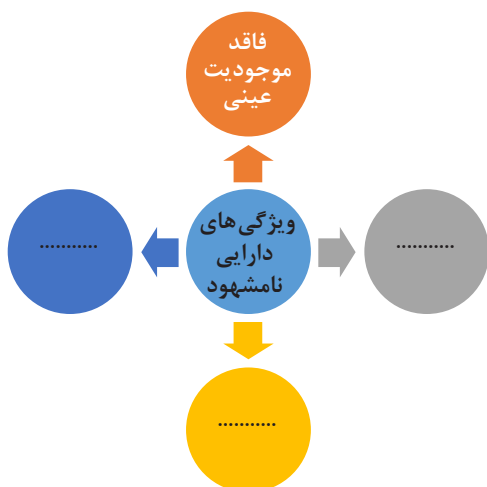 فاقد
موجودیت
عینی
ویژگی‌های
دارایی
نامشهود
...........
...........
...........